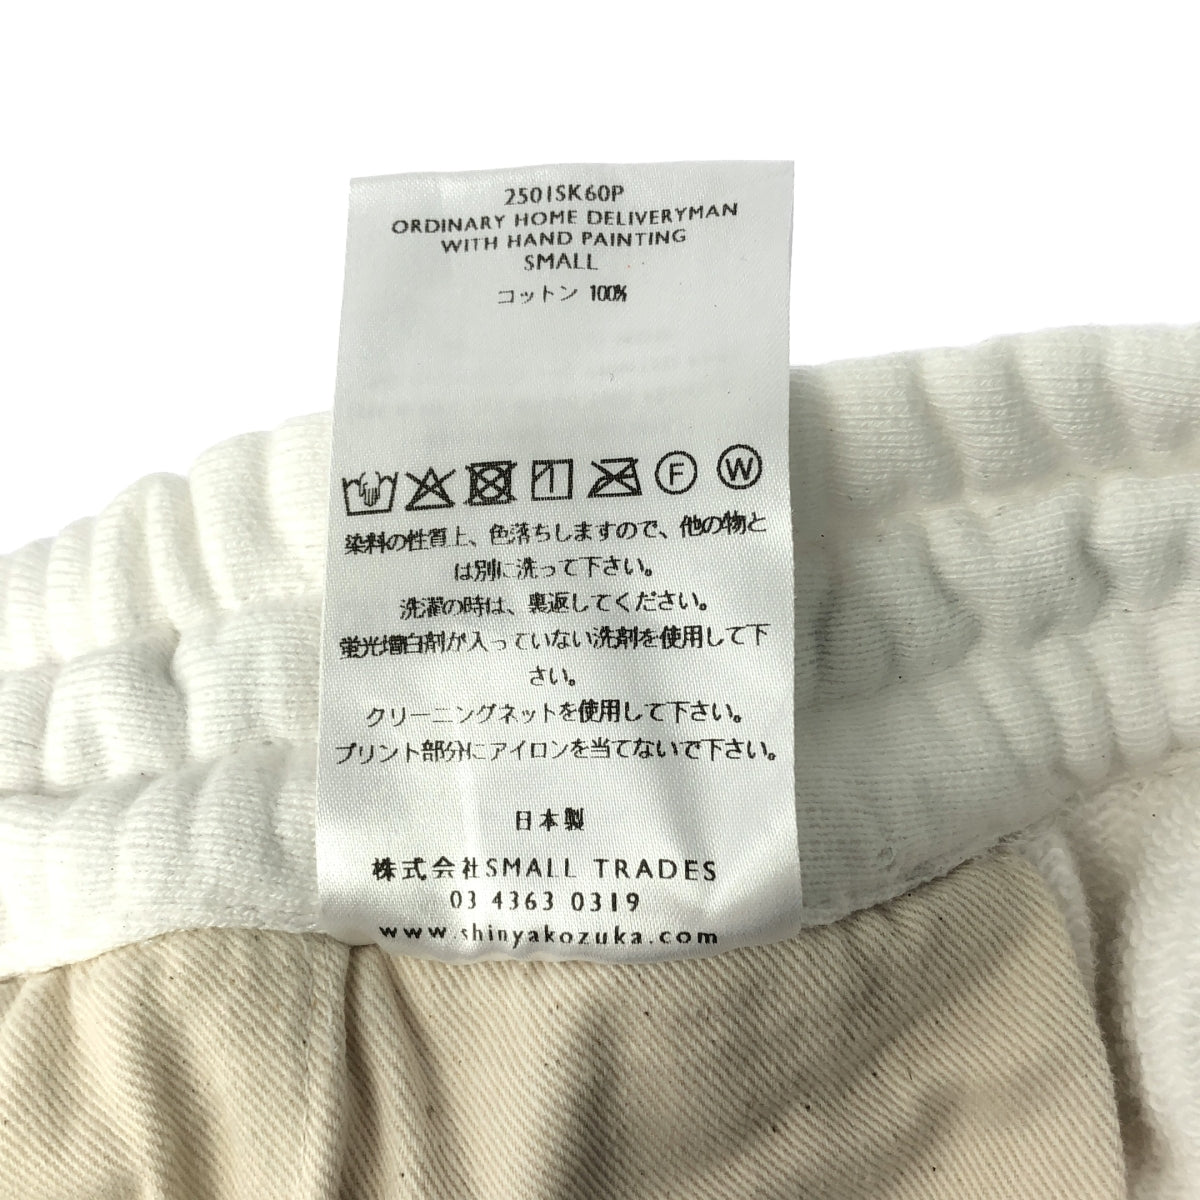 2501SK60P
ORDINARY HOME DELIVERYMAN
WITH HAND PAINTING
SMALL
コットン 100%
F W
染料の性質上、色落ちしますので、他の物と
は別に洗って下さい。
洗濯の時は、裏返してください。
蛍光増白剤が入っていない洗剤を使用して下
さい。
クリーニングネットを使用して下さい。
プリント部分にアイロンを当てないで下さい。
日本製
株式会社SMALL TRADES
03 4363 0319
www.shinyakozuka.com